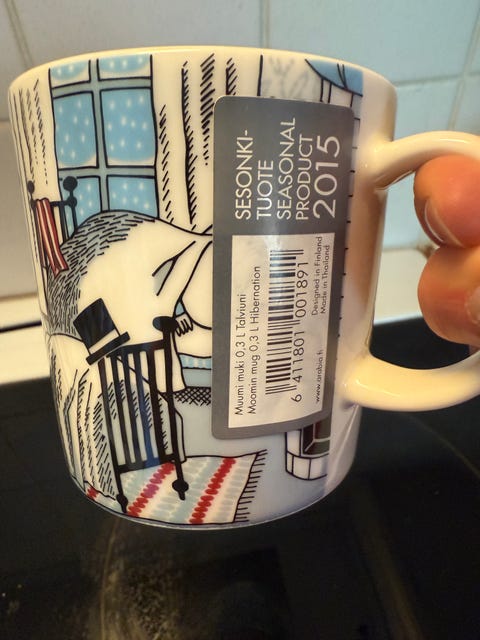 SESONKI-
TUOTE
SEASONAL
PRODUCT
2015
Muumi muki 0,3 L Talviuni
Moomin mug 0,3 L Hibernation
6 411801 001891
www.arabia.fi
Designed in Finland
Made in Thailand